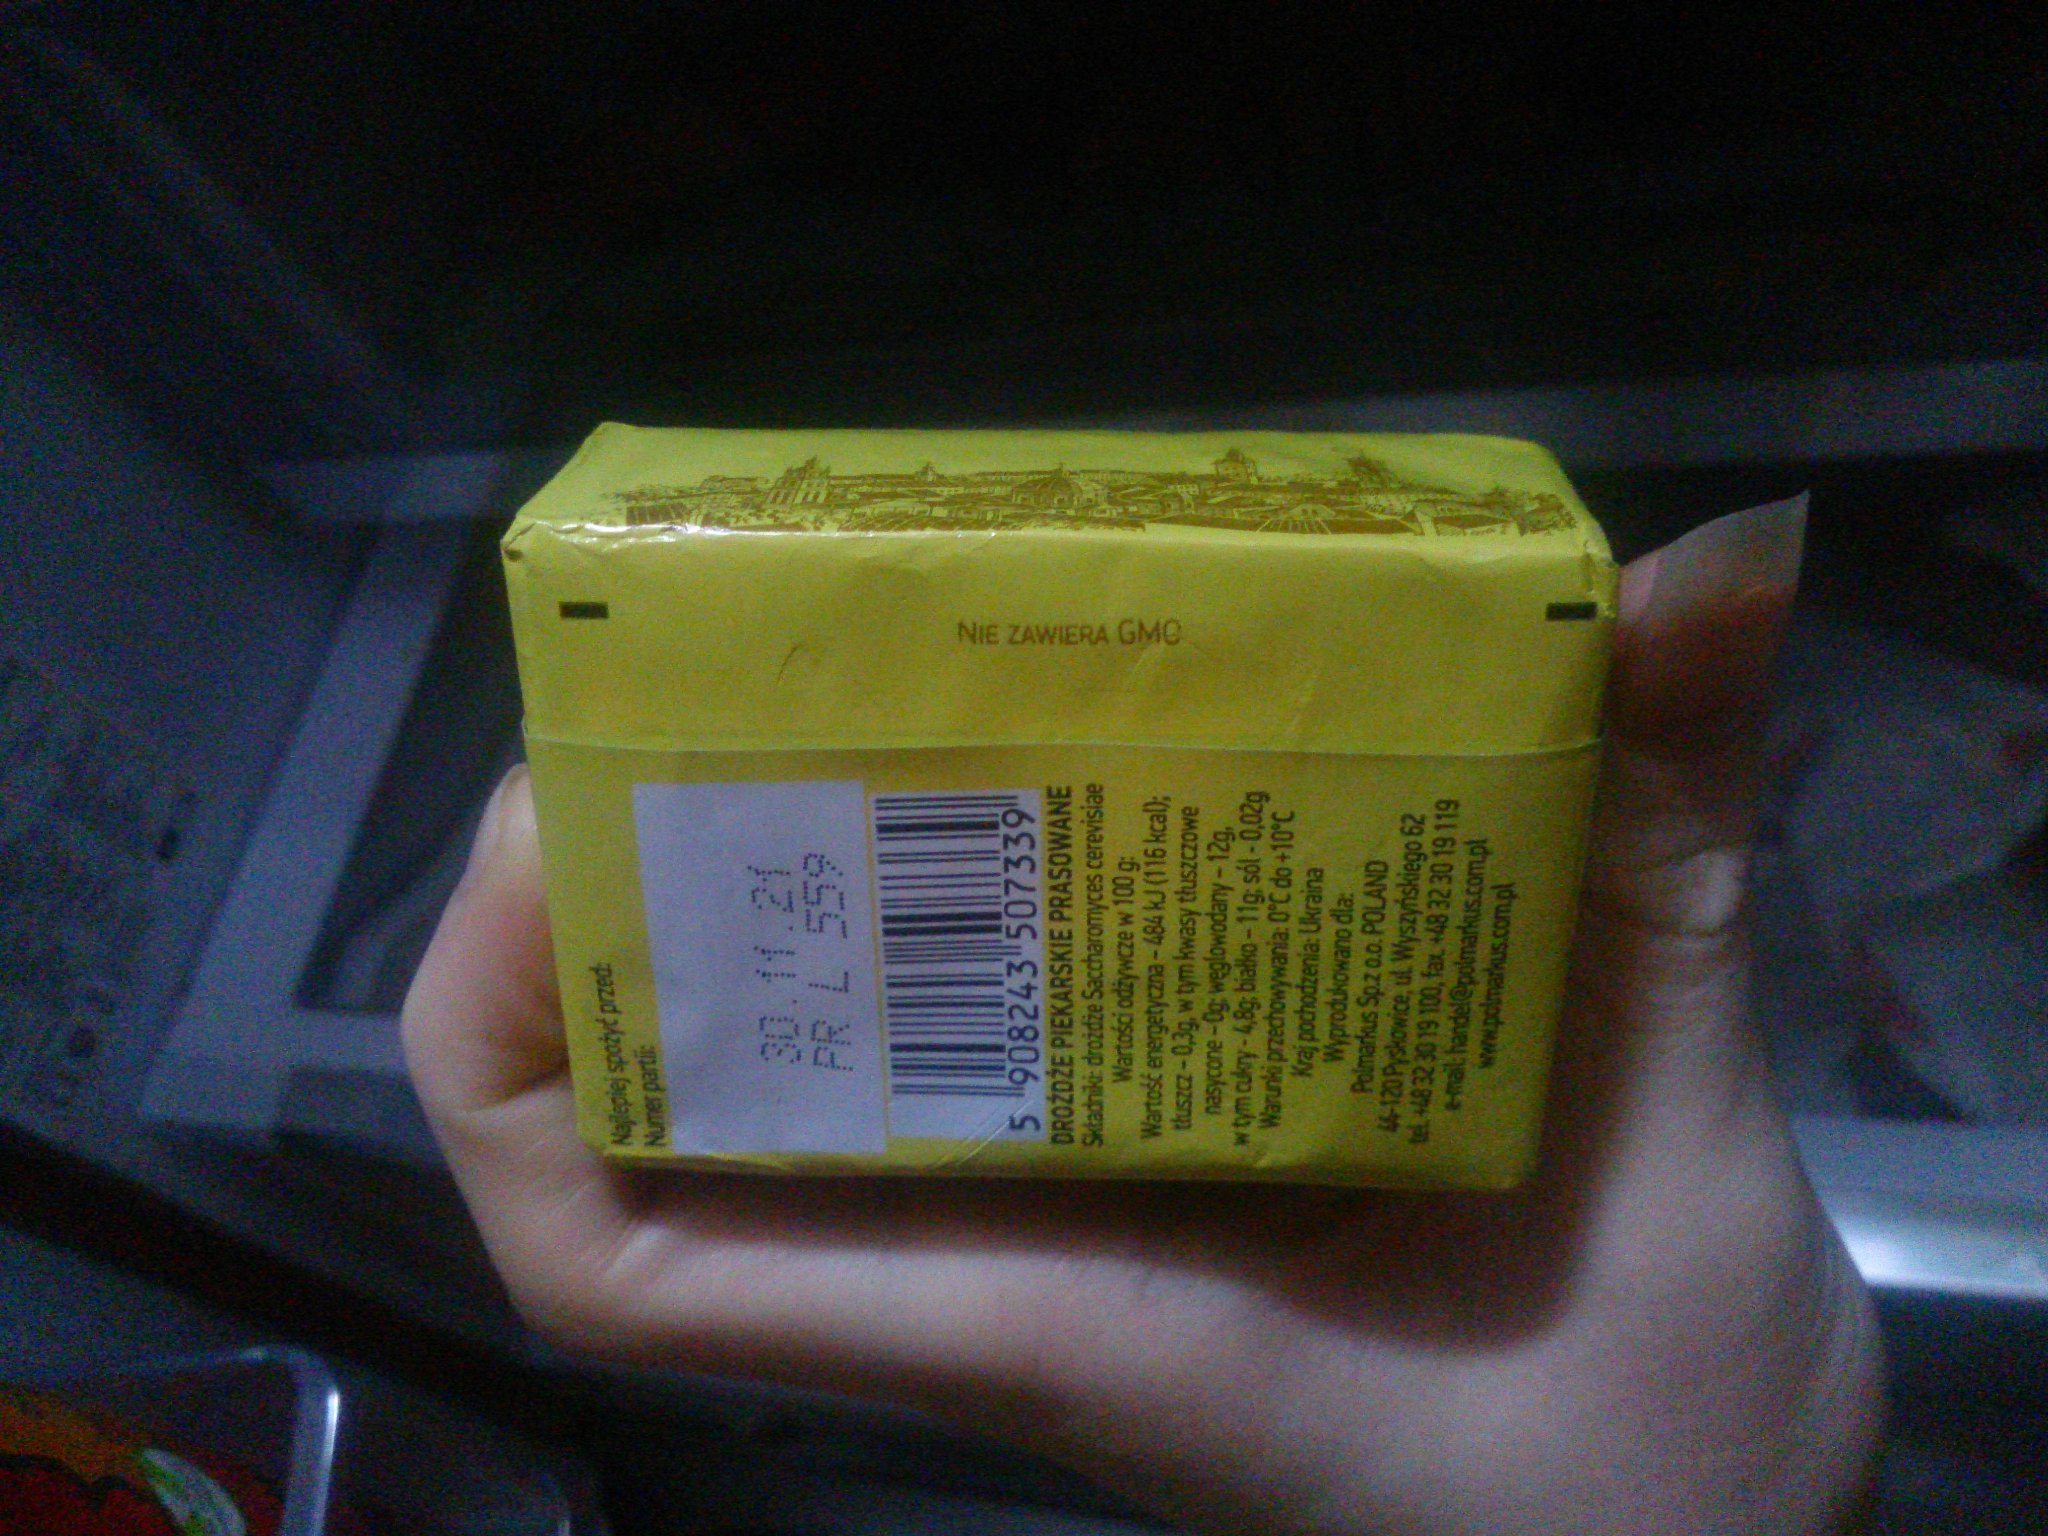 NIE ZAWIERA GMO
Najlepiej spożyć przed:
Numer partii:
30.11.21
PR L 559
5 908243 507339
DROŻDŻE PIEKARSKIE PRASOWANE
Składniki: drożdże Saccharomyces cerevisiae
Wartości odżywcze w 100 g:
Wartość energetyczna – 484 kJ (116 kcal);
tłuszcz – 0,3g, w tym kwasy tłuszczowe
nasycone – 0g; węglowodany – 12g,
w tym cukry - 4,8g; białko – 11g; sól - 0,02g
Warunki przechowywania: 0°C do +10°C
Kraj pochodzenia: Ukraina
Wyprodukowano dla:
Polmarkus Sp.z o.o. POLAND
44-120 Pyskowice, ul. Wyszyńskiego 62
tel. +48 32 30 19 100, fax. +48 32 30 19 119
e-mail: handel@polmarkus.com.pl
www.polmarkus.com.pl